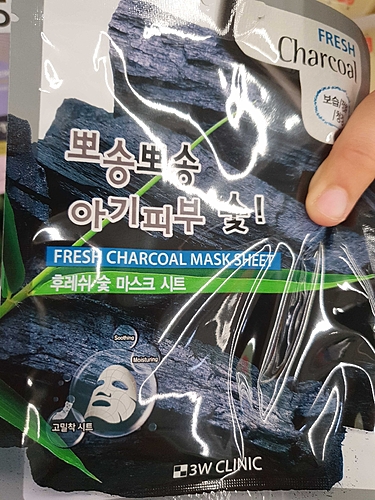 FRESH
Charcoal
뽀송뽀송
아기피부 숯!
FRESH CHARCOAL MASK SHEET
후레쉬/숯 마스크 시트
Soothing
Moisturizing
고밀착 시트
3W CLINIC